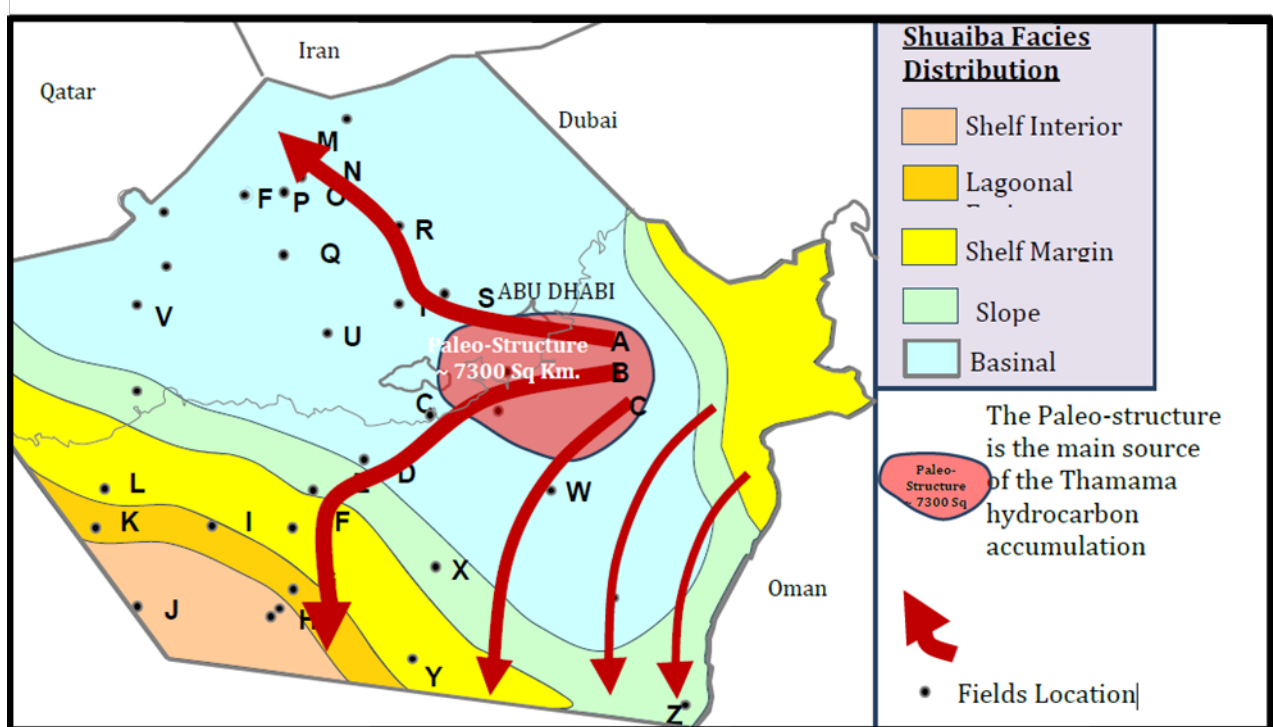 Iran
Qatar
Dubai
M
N
F
P
O
R
Q
S
ABU DHABI
V
U
A
Paleo-Structure
~ 7300 Sq Km.
B
C
C
D
L
W
K
I
F
X
J
H
Y
Z
Oman
Shuaiba Facies
Distribution
Shelf Interior
Lagoonal
Shelf Margin
Slope
Basinal
The Paleo-structure
is the main source
of the Thamama
hydrocarbon
accumulation
Paleo-
Structure
~ 7300 Sq
Fields Location